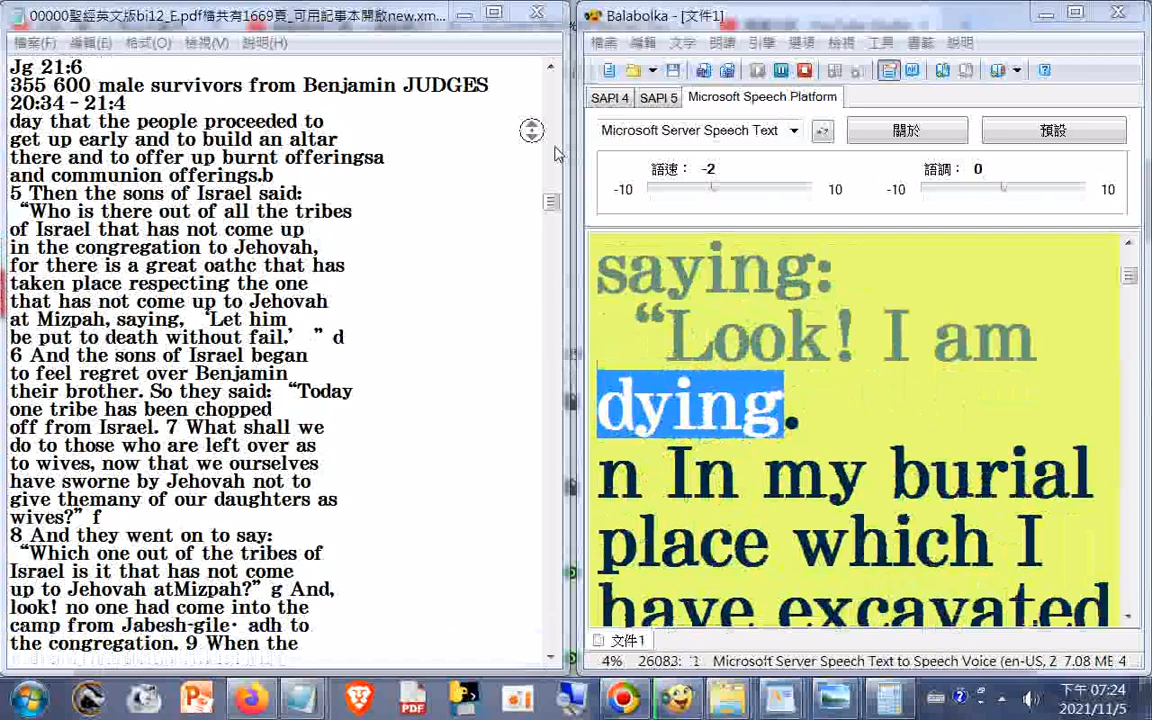 00000聖經英文版bi12_E.pdf檔共有1669頁_可用記事本開啟new.xm...
檔案(F) 編輯(E) 格式(O) 檢視(V) 說明(H)
Jg 21:6
355 600 male survivors from Benjamin JUDGES
20:34 - 21:4
day that the people proceeded to
get up early and to build an altar
there and to offer up burnt offeringsa
and communion offerings.b
5 Then the sons of Israel said:
“Who is there out of all the tribes
of Israel that has not come up
in the congregation to Jehovah,
for there is a great oathc that has
taken place respecting the one
that has not come up to Jehovah
at Mizpah, saying, ‘Let him
be put to death without fail.’ ” d
6 And the sons of Israel began
to feel regret over Benjamin
their brother. So they said: “Today
one tribe has been chopped
off from Israel. 7 What shall we
do to those who are left over as
to wives, now that we ourselves
have sworne by Jehovah not to
give themany of our daughters as
wives?” f
8 And they went on to say:
“Which one out of the tribes of
Israel is it that has not come
up to Jehovah atMizpah?” g And,
look! no one had come into the
camp from Jabesh-gile· adh to
the congregation. 9 When the
Balabolka - [文件1]
檔案 編輯 文字 朗讀 引擎 選項 檢視 工具 書籤 說明
SAPI 4 SAPI 5 Microsoft Speech Platform
Microsoft Server Speech Text 關於 預設
語速： -2 語調： 0
-10 10 -10 10
saying:
“Look! I am
dying.
n In my burial
place which I
have excavated
文件1
4% 26083: Microsoft Server Speech Text to Speech Voice (en-US, 2 7.08 MB 4
下午 07:24
2021/11/5